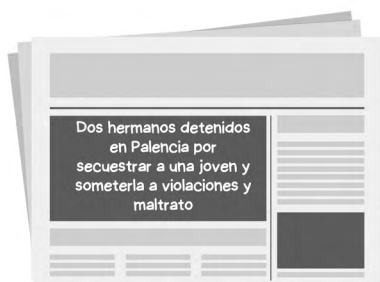 Dos hermanos detenidos
en Palencia por
secuestrar a una joven y
someterla a violaciones y
maltrato